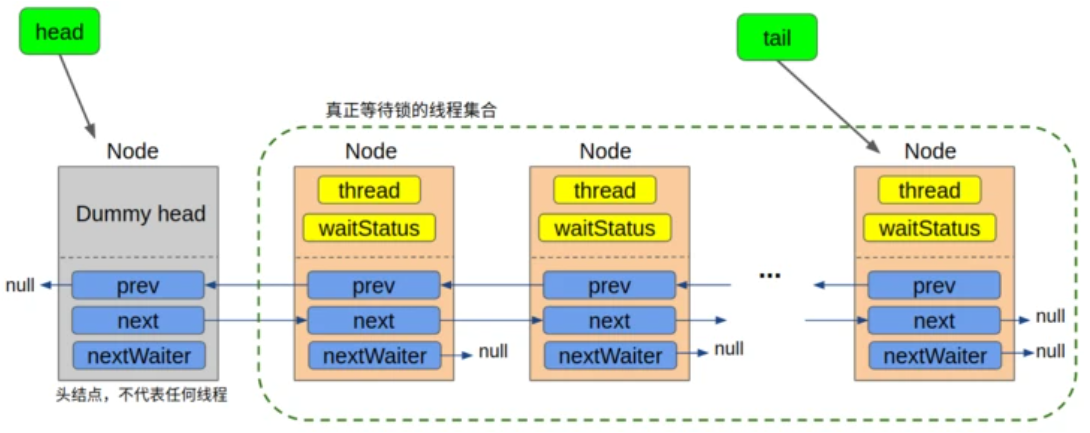 head
tail
真正等待锁的线程集合
Node
Node
Node
Node
Dummy head
thread
thread
thread
waitStatus
waitStatus
waitStatus
...
null
prev
prev
prev
prev
next
next
next
next
null
nextWaiter
nextWaiter
nextWaiter
null
null
null
头结点，不代表任何线程